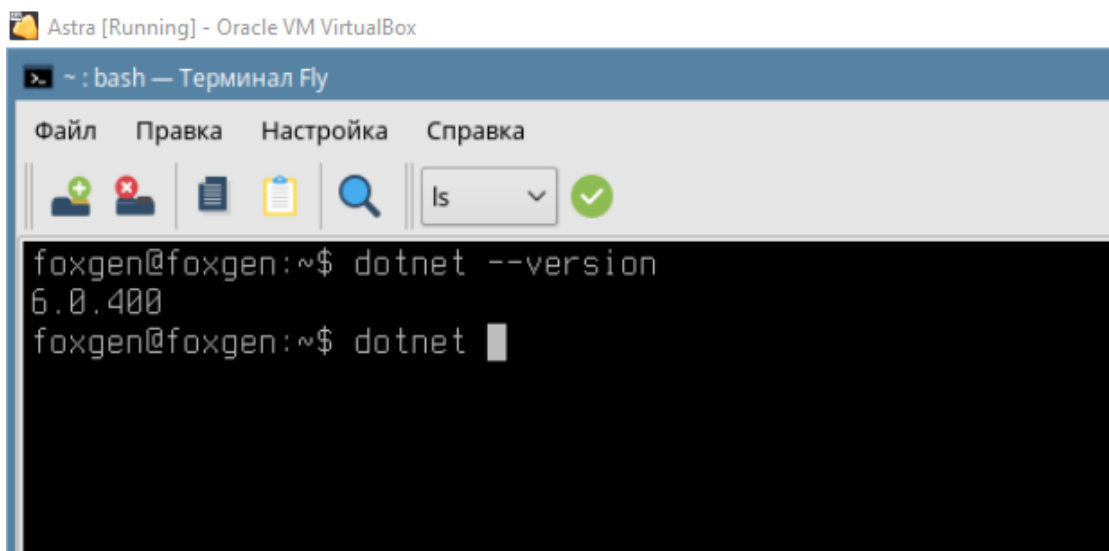 Astra [Running] - Oracle VM VirtualBox
~ : bash — Терминал Fly
Файл Правка Настройка Справка
ls
foxgen@foxgen:~$ dotnet --version
6.0.400
foxgen@foxgen:~$ dotnet